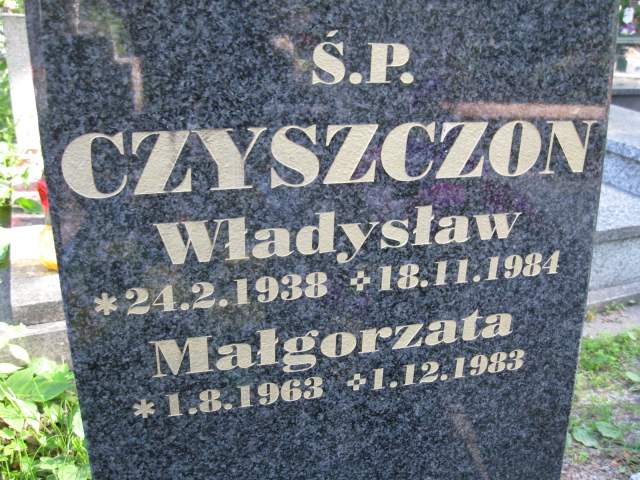 Ś.P.
CZYSZCZON
Władysław
*24.2.1938 +18.11.1984
Małgorzata
*1.8.1963 +1.12.1983